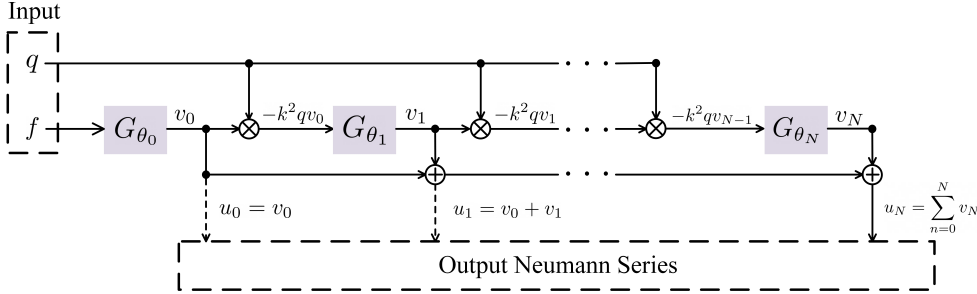 Input
q
f
G_{θ_0}
v_0
-k^2qv_0
G_{θ_1}
v_1
-k^2qv_1
-k^2qv_{N-1}
G_{θ_N}
v_N
u_0 = v_0
u_1 = v_0 + v_1
u_N = \sum_{n=0}^{N} v_N
Output Neumann Series